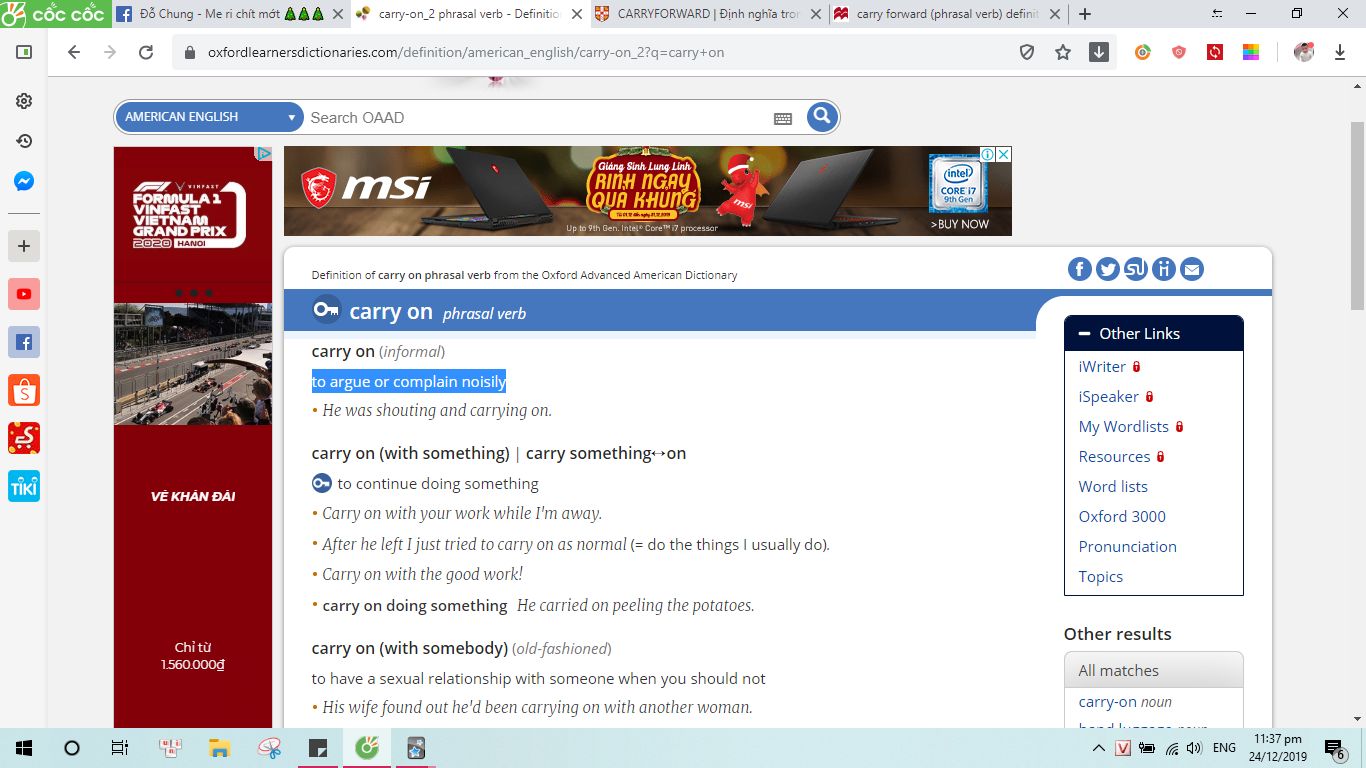 cốc cốc
Đỗ Chung - Me ri chít mớt
carry-on_2 phrasal verb - Definitio
CARRYFORWARD | Định nghĩa tron
carry forward (phrasal verb) definit
oxfordlearnersdictionaries.com/definition/american_english/carry-on_2?q=carry+on
AMERICAN ENGLISH
Search OAAD
FORMULA 1
VINFAST
VIETNAM
GRAND PRIX
2020 HANOI
VÉ KHÁN ĐÀI
Chỉ từ
1.560.000₫
msi
Giáng Sinh Lung Linh
RINH NGAY
QUÀ KHỦNG
Up to 9th Gen. Intel® Core™ i7 processor
intel
CORE i7
9th Gen
>BUY NOW
Definition of carry on phrasal verb from the Oxford Advanced American Dictionary
carry on phrasal verb
carry on (informal)
to argue or complain noisily
• He was shouting and carrying on.
carry on (with something) | carry something↔on
to continue doing something
• Carry on with your work while I'm away.
• After he left I just tried to carry on as normal (= do the things I usually do).
• Carry on with the good work!
• carry on doing something He carried on peeling the potatoes.
carry on (with somebody) (old-fashioned)
to have a sexual relationship with someone when you should not
• His wife found out he'd been carrying on with another woman.
Other Links
iWriter
iSpeaker
My Wordlists
Resources
Word lists
Oxford 3000
Pronunciation
Topics
Other results
All matches
carry-on noun
TIKI
ENG
11:37 pm
24/12/2019
6